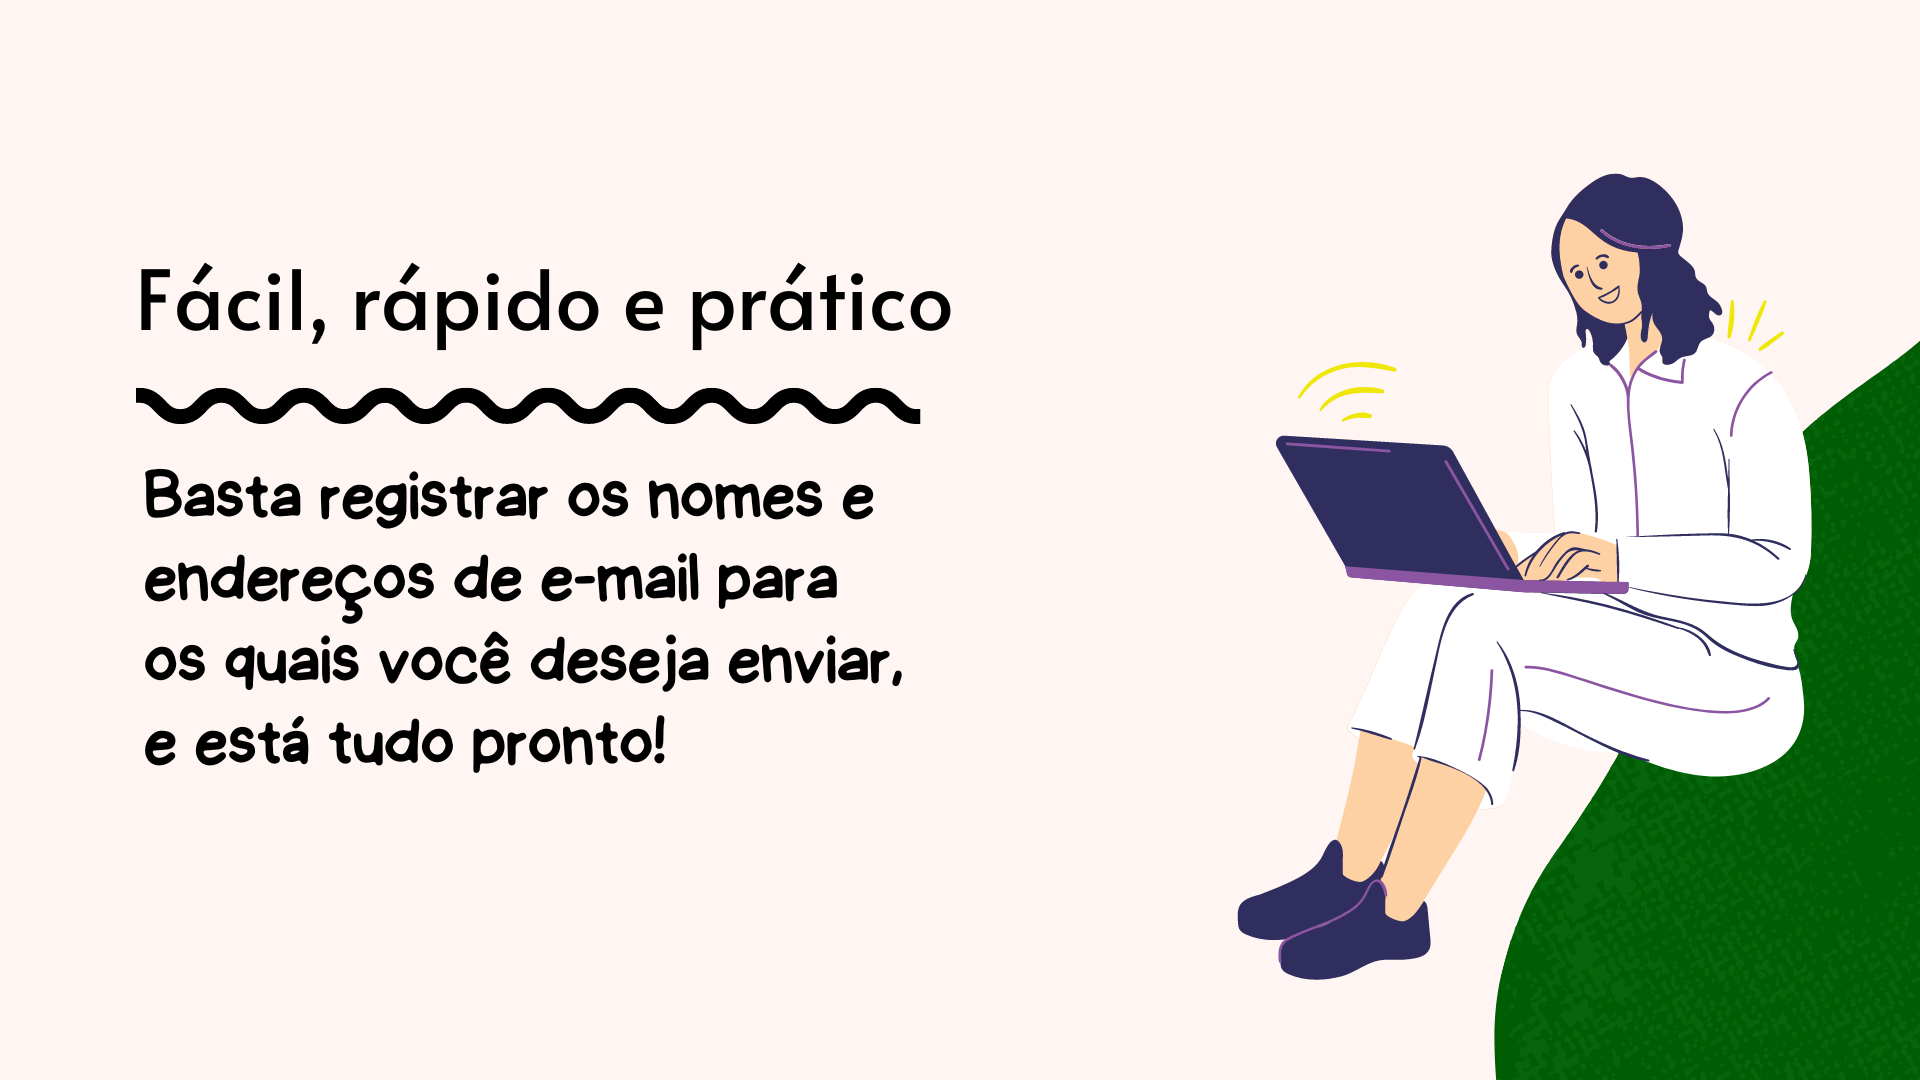 Fácil, rápido e prático
Basta registrar os nomes e
endereços de e-mail para
os quais você deseja enviar,
e está tudo pronto!